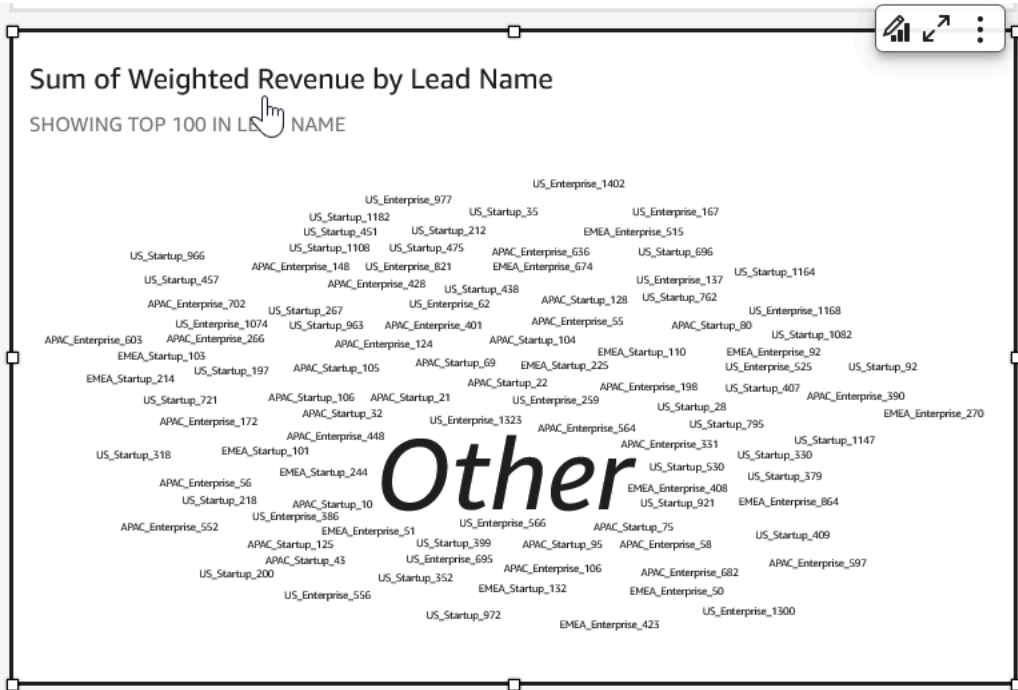 Sum of Weighted Revenue by Lead Name
SHOWING TOP 100 IN LE NAME
US_Enterprise_1402
US_Enterprise_977
US_Startup_35
US_Enterprise_167
US_Startup_1182
US_Startup_451
US_Startup_212
EMEA_Enterprise_515
US_Startup_1108
US_Startup_475
APAC_Enterprise_636
US_Startup_696
US_Startup_966
APAC_Enterprise_148
US_Enterprise_821
EMEA_Enterprise_674
US_Startup_1164
US_Startup_457
APAC_Enterprise_428
US_Startup_438
US_Enterprise_137
APAC_Enterprise_702
US_Enterprise_62
APAC_Startup_128
US_Startup_762
US_Startup_267
US_Enterprise_1168
US_Enterprise_1074
US_Startup_963
APAC_Enterprise_401
APAC_Enterprise_55
APAC_Startup_80
APAC_Enterprise_603
APAC_Enterprise_266
APAC_Enterprise_124
APAC_Startup_104
US_Startup_1082
EMEA_Startup_103
EMEA_Startup_110
EMEA_Enterprise_92
US_Startup_197
APAC_Startup_105
APAC_Startup_69
EMEA_Startup_225
US_Enterprise_525
US_Startup_92
EMEA_Startup_214
APAC_Startup_22
APAC_Enterprise_198
US_Startup_407
APAC_Enterprise_390
US_Startup_721
APAC_Startup_106
APAC_Startup_21
US_Enterprise_259
US_Startup_28
APAC_Startup_32
EMEA_Enterprise_270
APAC_Enterprise_172
US_Enterprise_1323
APAC_Enterprise_564
US_Startup_795
APAC_Enterprise_448
APAC_Enterprise_331
US_Startup_1147
US_Startup_318
EMEA_Startup_101
US_Startup_330
EMEA_Startup_244
Other
US_Startup_530
US_Startup_379
APAC_Enterprise_56
EMEA_Enterprise_408
US_Startup_218
APAC_Startup_10
US_Startup_921
EMEA_Enterprise_864
US_Enterprise_386
APAC_Enterprise_552
EMEA_Enterprise_51
US_Enterprise_566
APAC_Startup_75
US_Startup_409
APAC_Startup_125
US_Startup_399
APAC_Startup_95
APAC_Enterprise_58
APAC_Startup_43
US_Enterprise_695
APAC_Enterprise_106
APAC_Enterprise_597
US_Startup_200
US_Startup_352
APAC_Enterprise_682
US_Enterprise_556
EMEA_Startup_132
EMEA_Enterprise_50
US_Startup_972
US_Enterprise_1300
EMEA_Enterprise_423